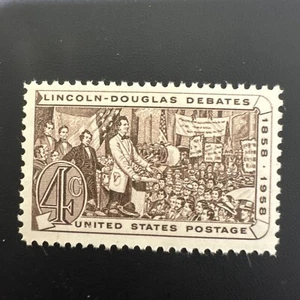 LINCOLN-DOUGLAS DEBATES
1858 · 1958
4¢
UNITED STATES POSTAGE